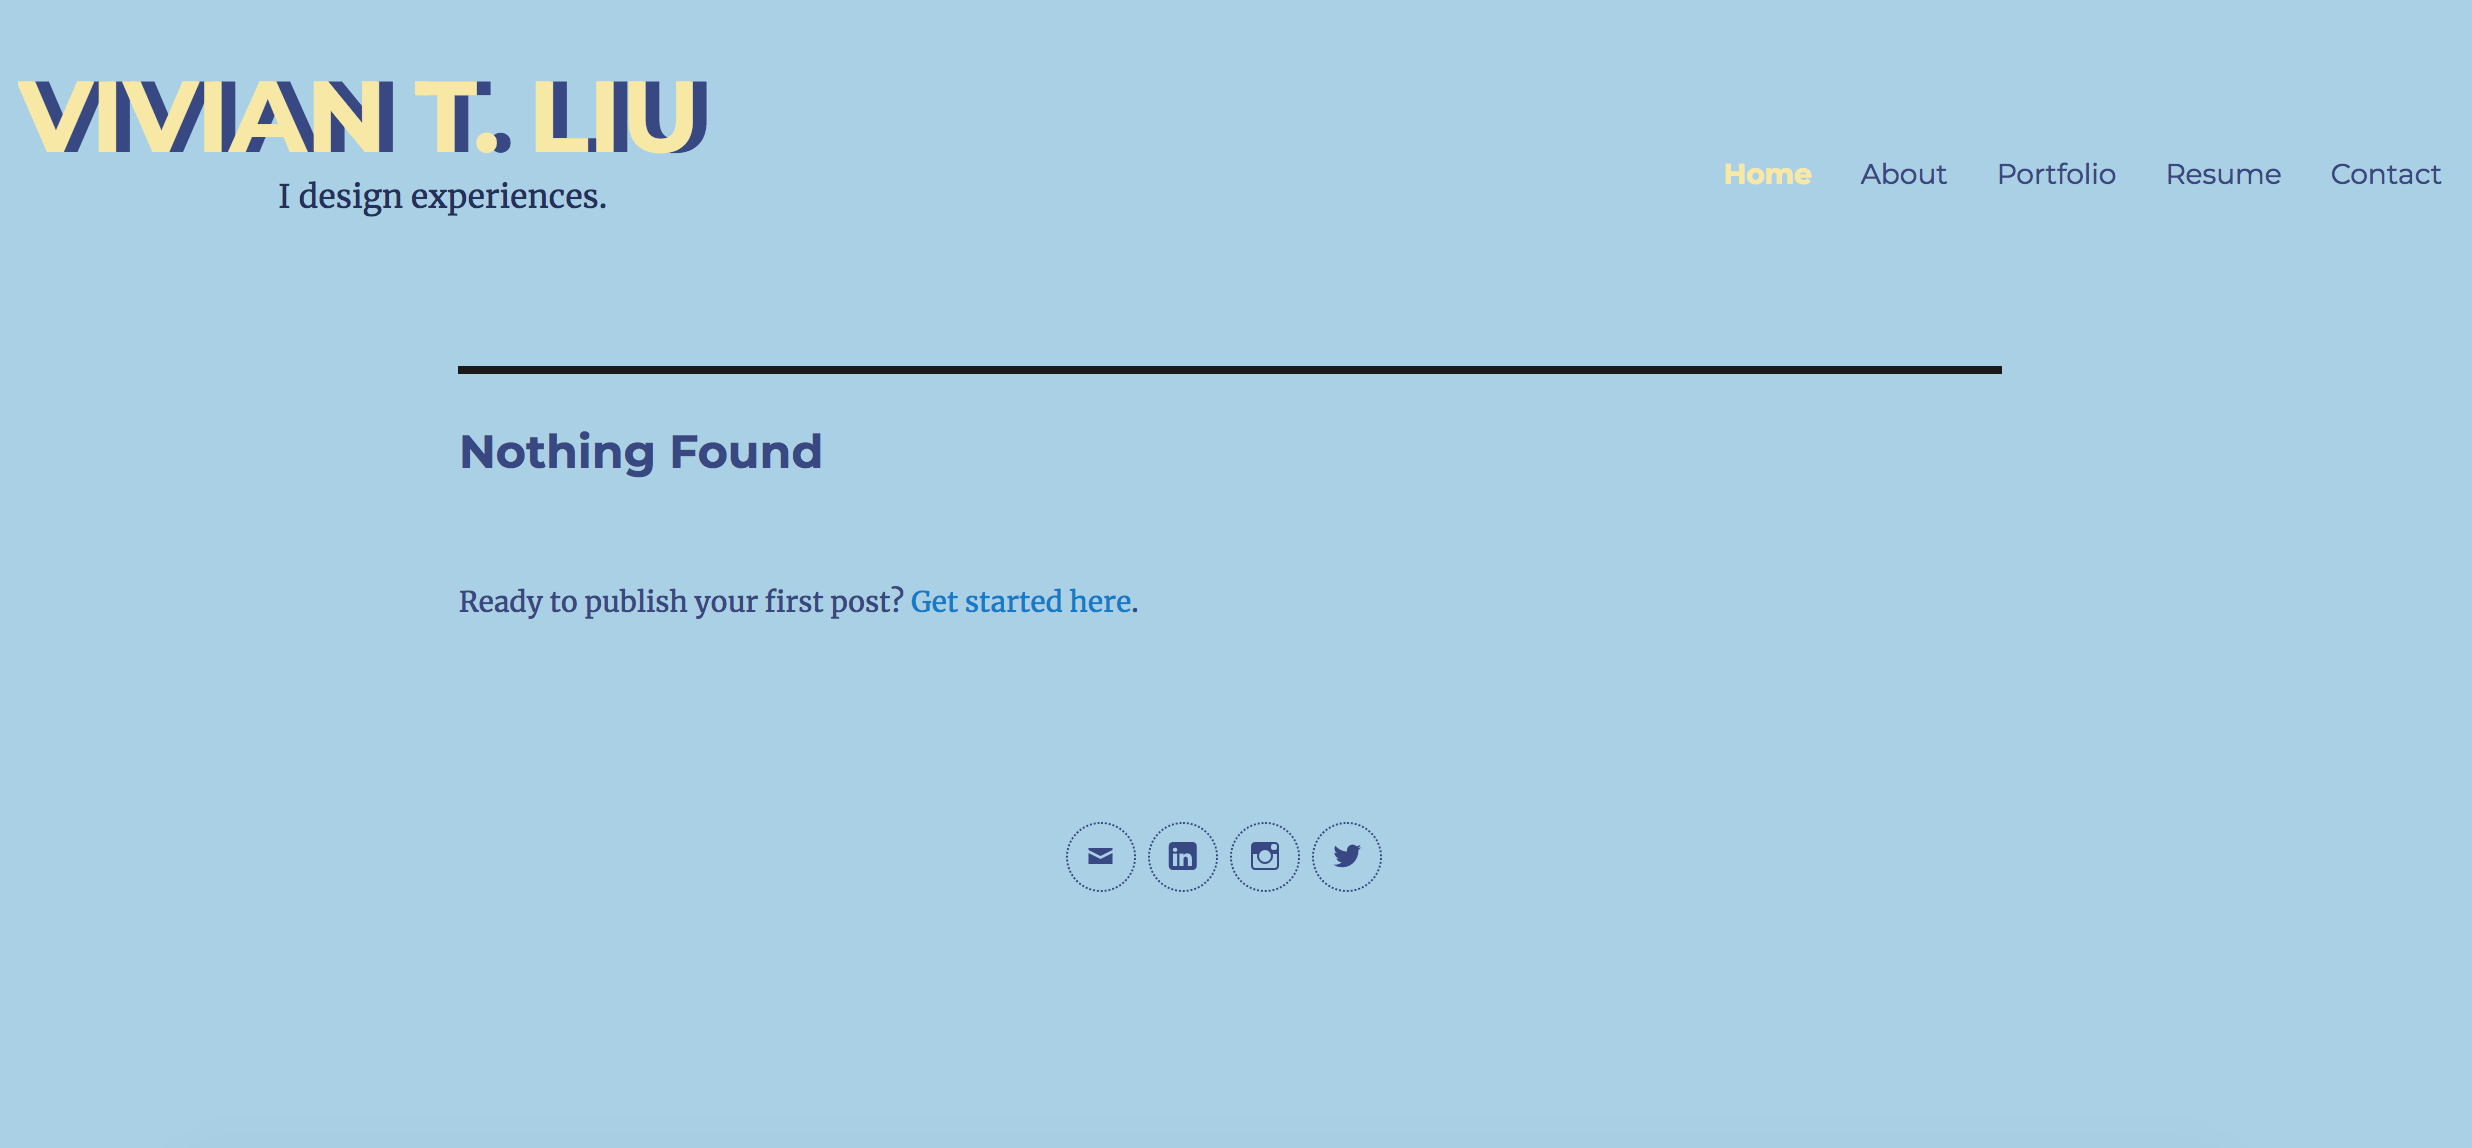 VIVIAN T. LIU
I design experiences.
Home About Portfolio Resume Contact
Nothing Found
Ready to publish your first post? Get started here.
in